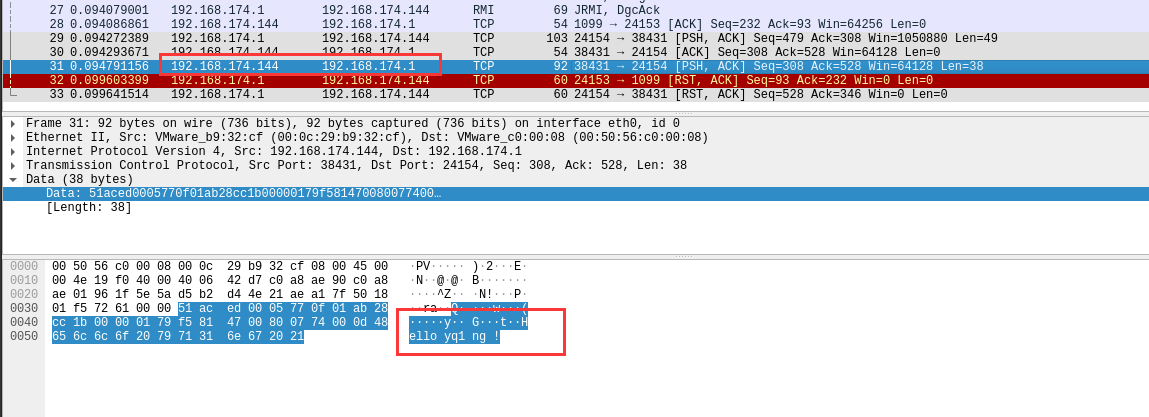 27 0.094079001 192.168.174.1 192.168.174.144 RMI 69 JRMI, DgcAck
28 0.094086861 192.168.174.144 192.168.174.1 TCP 54 1099 → 24153 [ACK] Seq=232 Ack=93 Win=64256 Len=0
29 0.094272389 192.168.174.1 192.168.174.144 TCP 103 24154 → 38431 [PSH, ACK] Seq=479 Ack=308 Win=1050880 Len=49
30 0.094293671 192.168.174.144 192.168.174.1 TCP 54 38431 → 24154 [ACK] Seq=308 Ack=528 Win=64128 Len=0
31 0.094791156 192.168.174.144 192.168.174.1 TCP 92 38431 → 24154 [PSH, ACK] Seq=308 Ack=528 Win=64128 Len=38
32 0.099603399 192.168.174.1 192.168.174.144 TCP 60 24153 → 1099 [RST, ACK] Seq=93 Ack=232 Win=0 Len=0
33 0.099641514 192.168.174.1 192.168.174.144 TCP 60 24154 → 38431 [RST, ACK] Seq=528 Ack=346 Win=0 Len=0
Frame 31: 92 bytes on wire (736 bits), 92 bytes captured (736 bits) on interface eth0, id 0
Ethernet II, Src: VMware_b9:32:cf (00:0c:29:b9:32:cf), Dst: VMware_c0:00:08 (00:50:56:c0:00:08)
Internet Protocol Version 4, Src: 192.168.174.144, Dst: 192.168.174.1
Transmission Control Protocol, Src Port: 38431, Dst Port: 24154, Seq: 308, Ack: 528, Len: 38
Data (38 bytes)
Data: 51aced0005770f01ab28cc1b00000179f581470080077400…
[Length: 38]
0000 00 50 56 c0 00 08 00 0c 29 b9 32 cf 08 00 45 00 ·PV····· )·2···E·
0010 00 4e 19 f0 40 00 40 06 42 d7 c0 a8 ae 90 c0 a8 ·N··@·@· B·······
0020 ae 01 96 1f 5e 5a d5 b2 d4 4e 21 ae a1 7f 50 18 ····^Z·· ·N!···P·
0030 01 f5 72 61 00 00 51 ac ed 00 05 77 0f 01 ab 28 ··ra··Q· ···w···(
0040 cc 1b 00 00 01 79 f5 81 47 00 80 07 74 00 0d 48 ·····y·· G···t··H
0050 65 6c 6c 6f 20 79 71 31 6e 67 20 21 ello yq1 ng !